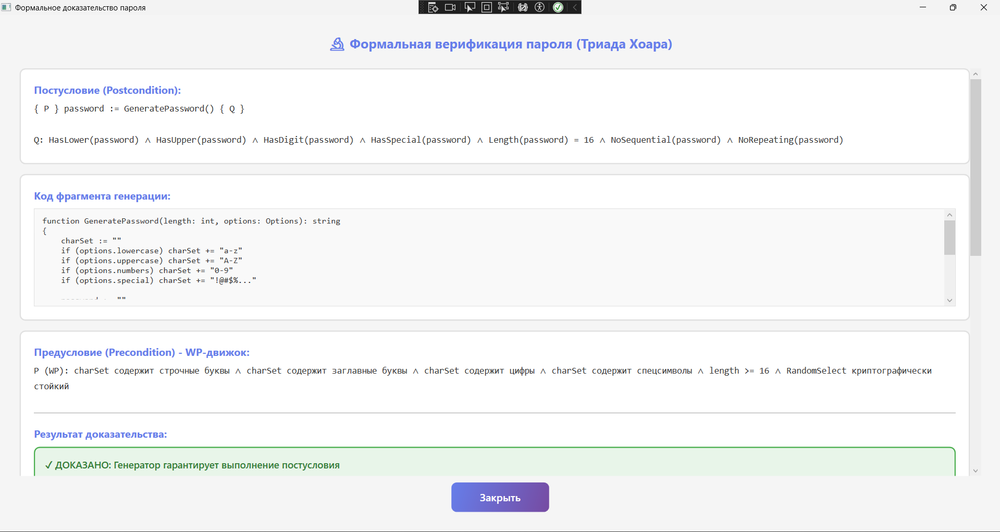 Формальное доказательство пароля
Формальная верификация пароля (Триада Хоара)
Постусловие (Postcondition):
{ P } password := GeneratePassword() { Q }
Q: HasLower(password) ∧ HasUpper(password) ∧ HasDigit(password) ∧ HasSpecial(password) ∧ Length(password) = 16 ∧ NoSequential(password) ∧ NoRepeating(password)
Код фрагмента генерации:
function GeneratePassword(length: int, options: Options): string
{
charSet := ""
if (options.lowercase) charSet += "a-z"
if (options.uppercase) charSet += "A-Z"
if (options.numbers) charSet += "0-9"
if (options.special) charSet += "!@#$%..."
""
Предусловие (Precondition) - WP-движок:
P (WP): charSet содержит строчные буквы ∧ charSet содержит заглавные буквы ∧ charSet содержит цифры ∧ charSet содержит спецсимволы ∧ length >= 16 ∧ RandomSelect криптографически
стойкий
Результат доказательства:
✓ ДОКАЗАНО: Генератор гарантирует выполнение постусловия
Закрыть